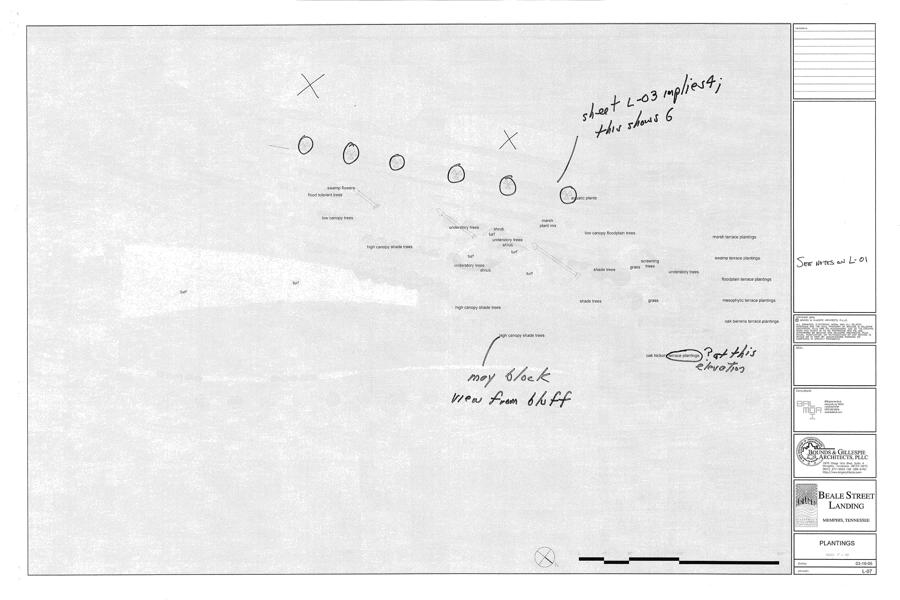 sheet L-03 implies 4;
this shows 6
swamp flowers
flood tolerant trees
aquatic plants
low canopy trees
understory trees
shrub
turf
understory trees
shrub
marsh
plant mix
low canopy floodplain trees
marsh terrace plantings
high canopy shade trees
turf
turf
swamp terrace plantings
understory trees
shrub
turf
shade trees
grass
screening
trees
understory trees
floodplain terrace plantings
turf
turf
high canopy shade trees
shade trees
grass
mesophytic terrace plantings
oak barrens terrace plantings
high canopy shade trees
terrace plantings
? at this
elevation
may block
view from bluff
SEE NOTES ON L-01
BALMORI
BOUNDS & GILLESPIE
ARCHITECTS, PLLC
BEALE STREET
LANDING
MEMPHIS, TENNESSEE
PLANTINGS
03-16-05
L-07